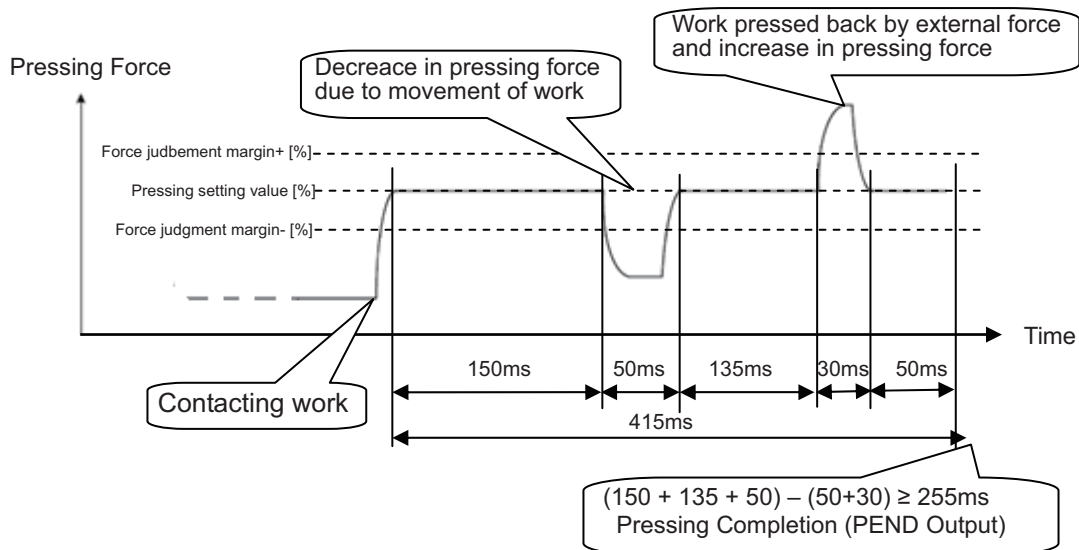 Work pressed back by external force
and increase in pressing force
Pressing Force
Decreace in pressing force
due to movement of work
Force judbement margin+ [%]
Pressing setting value [%]
Force judgment margin- [%]
Time
150ms
50ms
135ms
30ms
50ms
Contacting work
415ms
(150 + 135 + 50) – (50+30) ≥ 255ms
Pressing Completion (PEND Output)